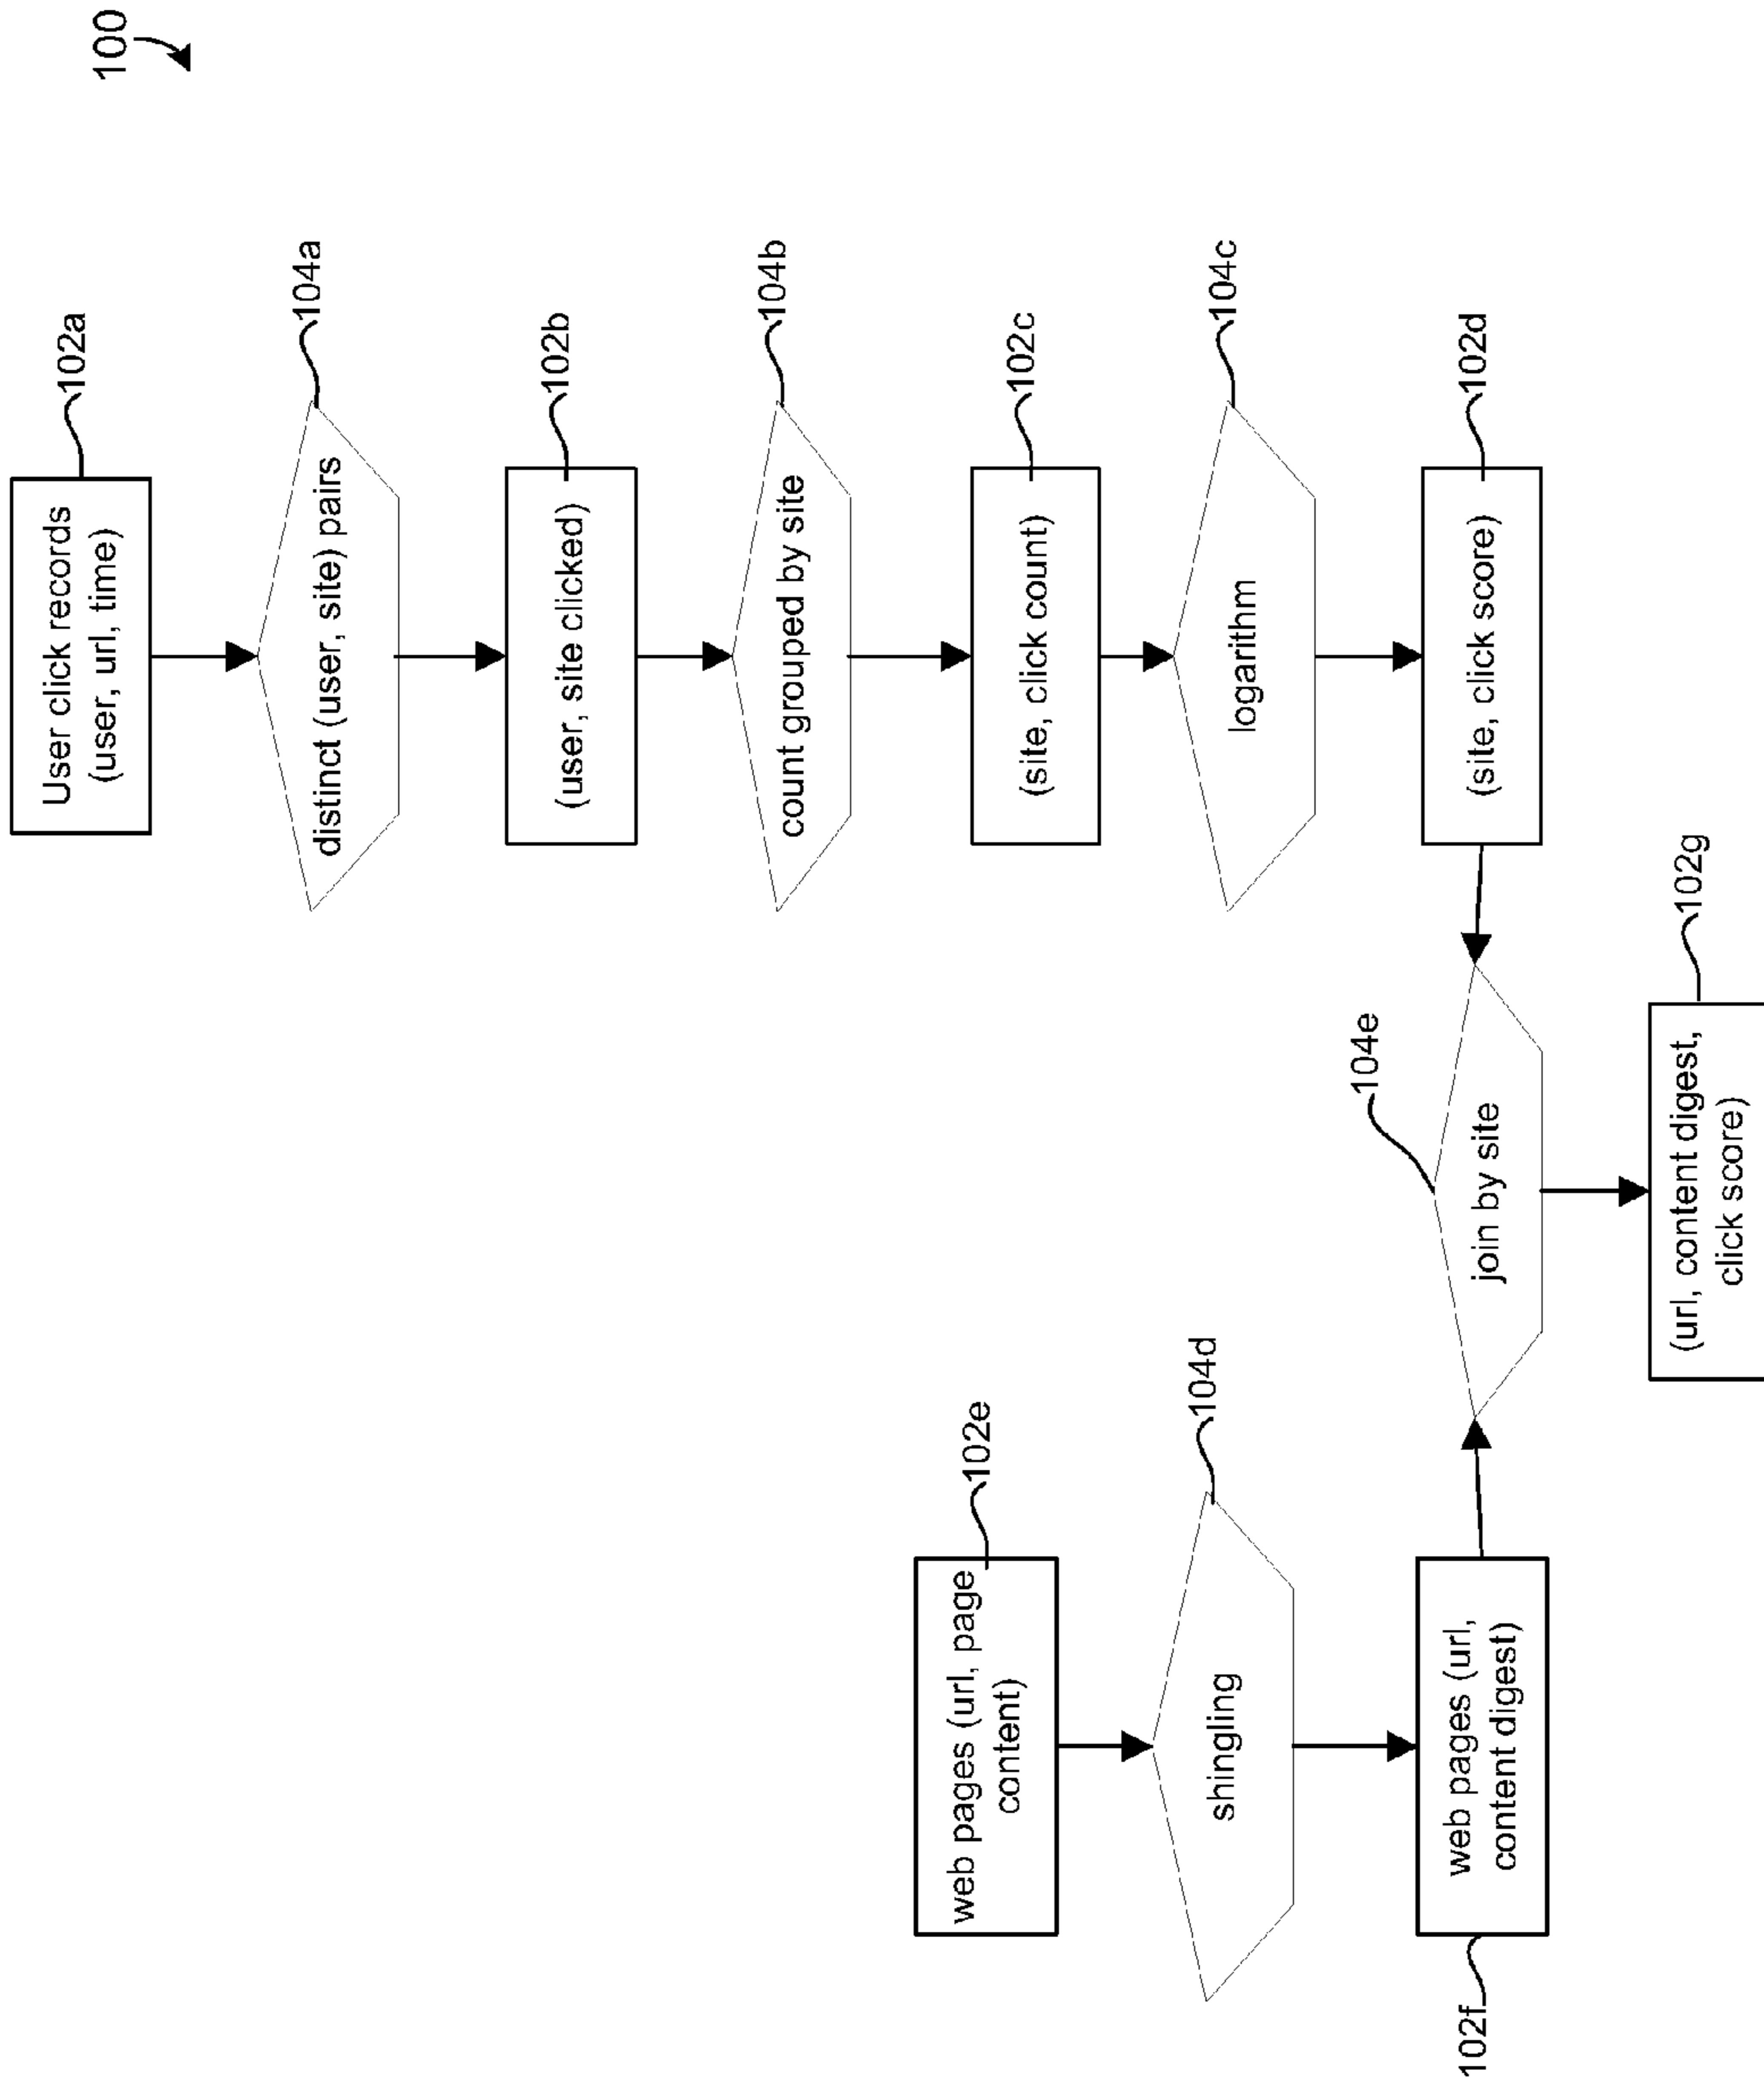 100
User click records
(user, url, time)
102a
distinct (user, site) pairs
104a
(user, site clicked)
102b
count grouped by site
104b
(site, click count)
102c
logarithm
104c
(site, click score)
102d
web pages (url, page
content)
102e
shingling
104d
web pages (url,
content digest)
102f
join by site
104e
(url, content digest,
click score)
102g